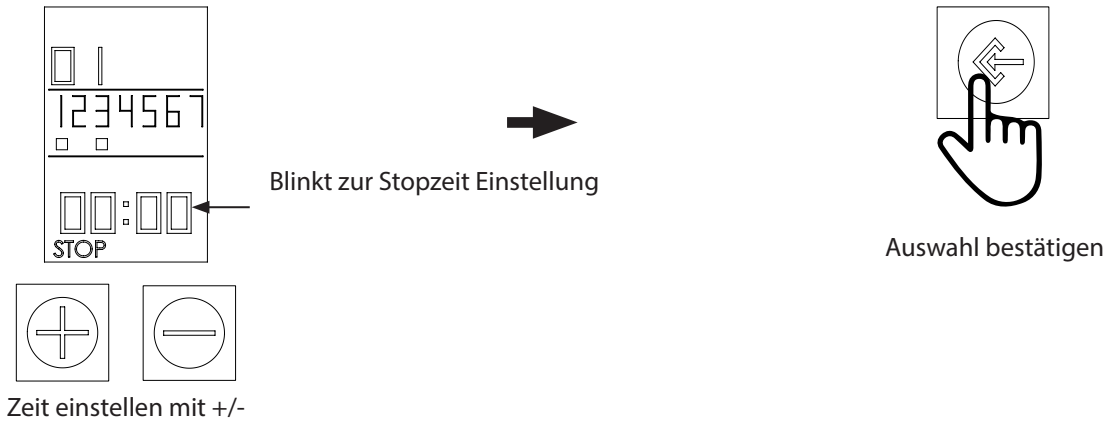 01
1234567
00:00
STOP
Blinkt zur Stopzeit Einstellung
Auswahl bestätigen
Zeit einstellen mit +/-